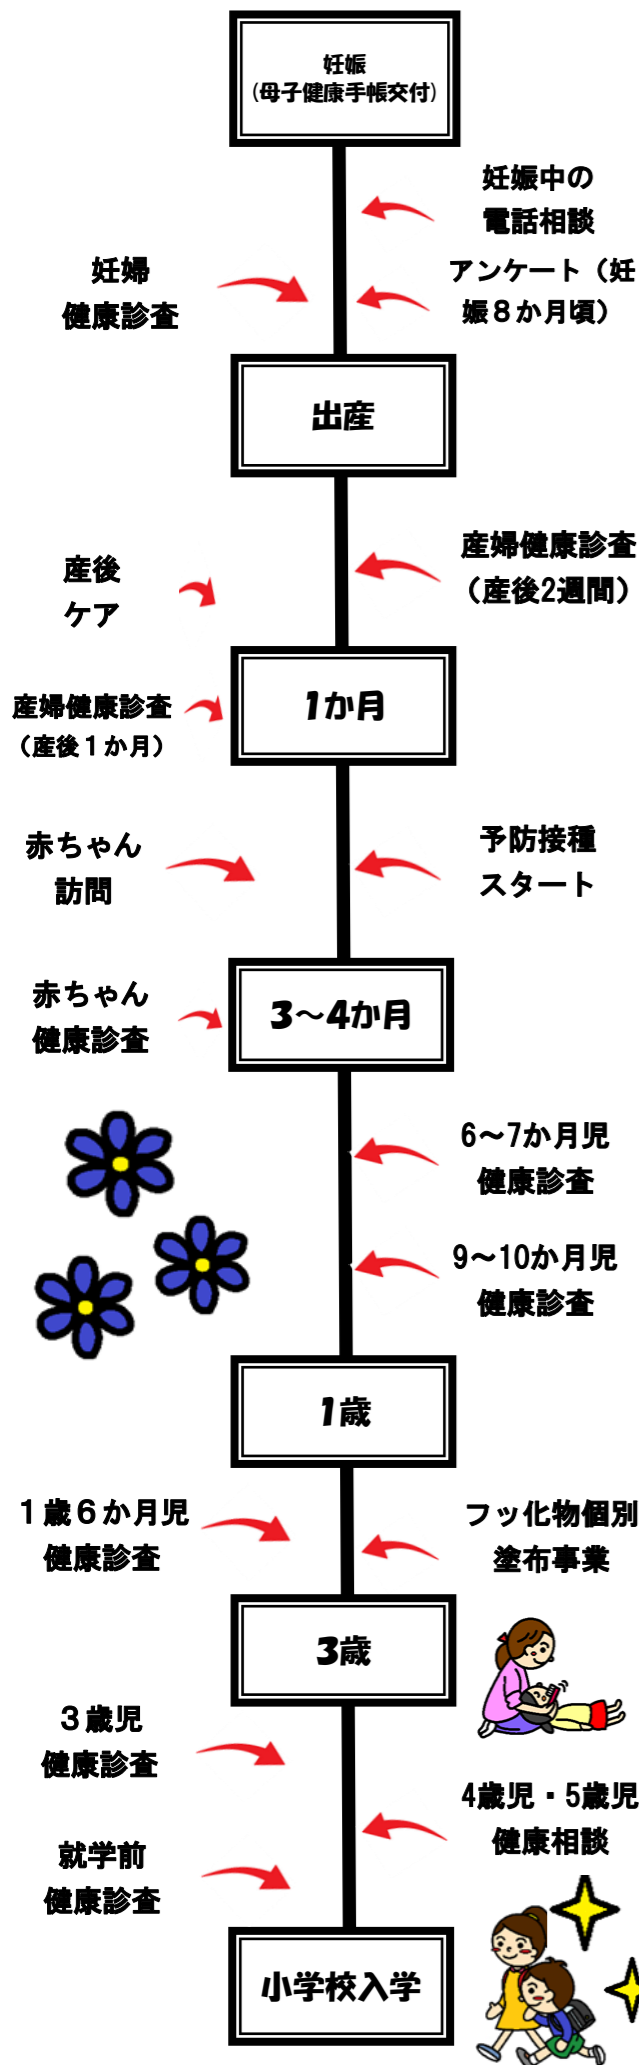 妊娠
(母子健康手帳交付)
妊娠中の
電話相談
妊婦
健康診査
アンケート（妊
娠８か月頃）
出産
産婦健康診査
（産後2週間）
産後
ケア
1か月
産婦健康診査
（産後１か月）
赤ちゃん
訪問
予防接種
スタート
赤ちゃん
健康診査
3～4か月
6～7か月児
健康診査
9～10か月児
健康診査
1歳
１歳６か月児
健康診査
フッ化物個別
塗布事業
3歳
３歳児
健康診査
4歳児・5歳児
健康相談
就学前
健康診査
小学校入学